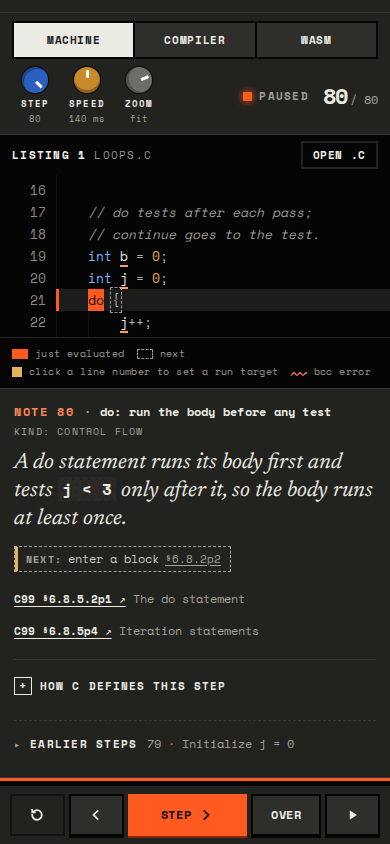 MACHINE COMPILER WASM
STEP SPEED ZOOM
80 140 ms fit
PAUSED 80 / 80
LISTING 1 LOOPS.C OPEN .C
16
17 // do tests after each pass;
18 // continue goes to the test.
19 int b = 0;
20 int j = 0;
21 do {
22 j++;
just evaluated next
click a line number to set a run target bcc error
NOTE 80 · do: run the body before any test
KIND: CONTROL FLOW
A do statement runs its body first and
tests j < 3 only after it, so the body runs
at least once.
NEXT: enter a block §6.8.2p2
C99 §6.8.5.2p1 ↗ The do statement
C99 §6.8.5p4 ↗ Iteration statements
+ HOW C DEFINES THIS STEP
▸ EARLIER STEPS 79 · Initialize j = 0
STEP OVER